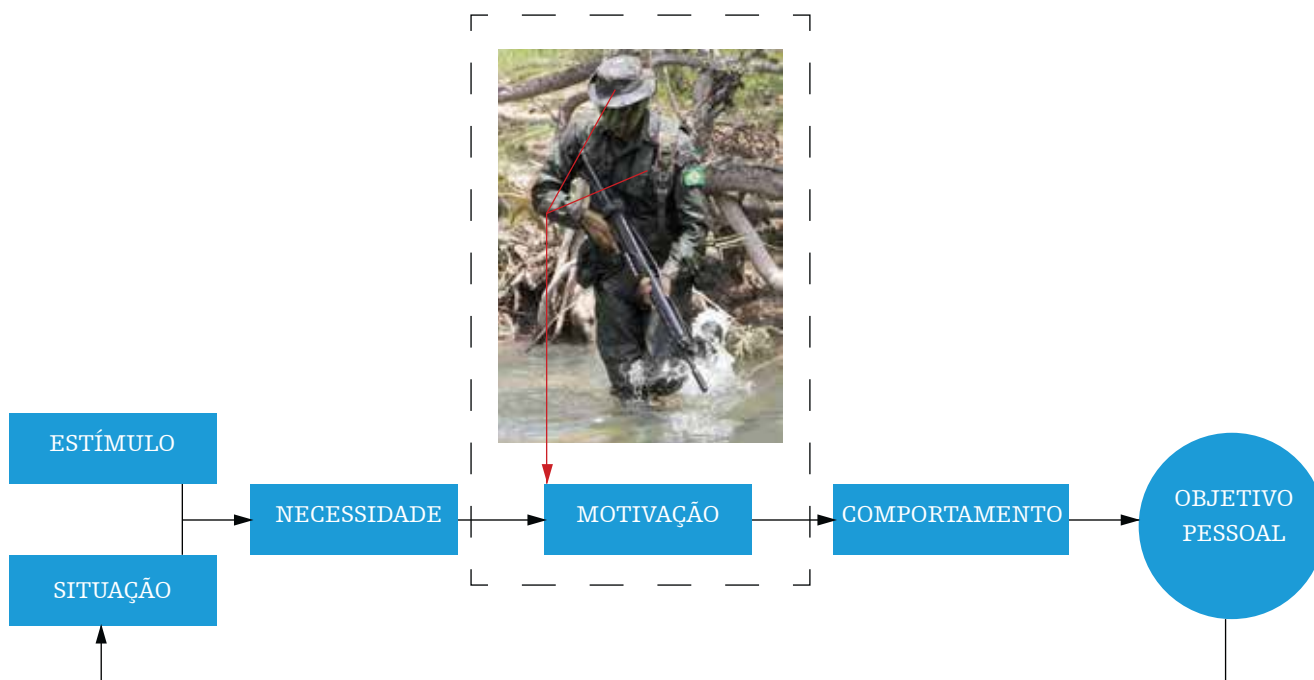 ESTÍMULO
SITUAÇÃO
NECESSIDADE
MOTIVAÇÃO
COMPORTAMENTO
OBJETIVO
PESSOAL